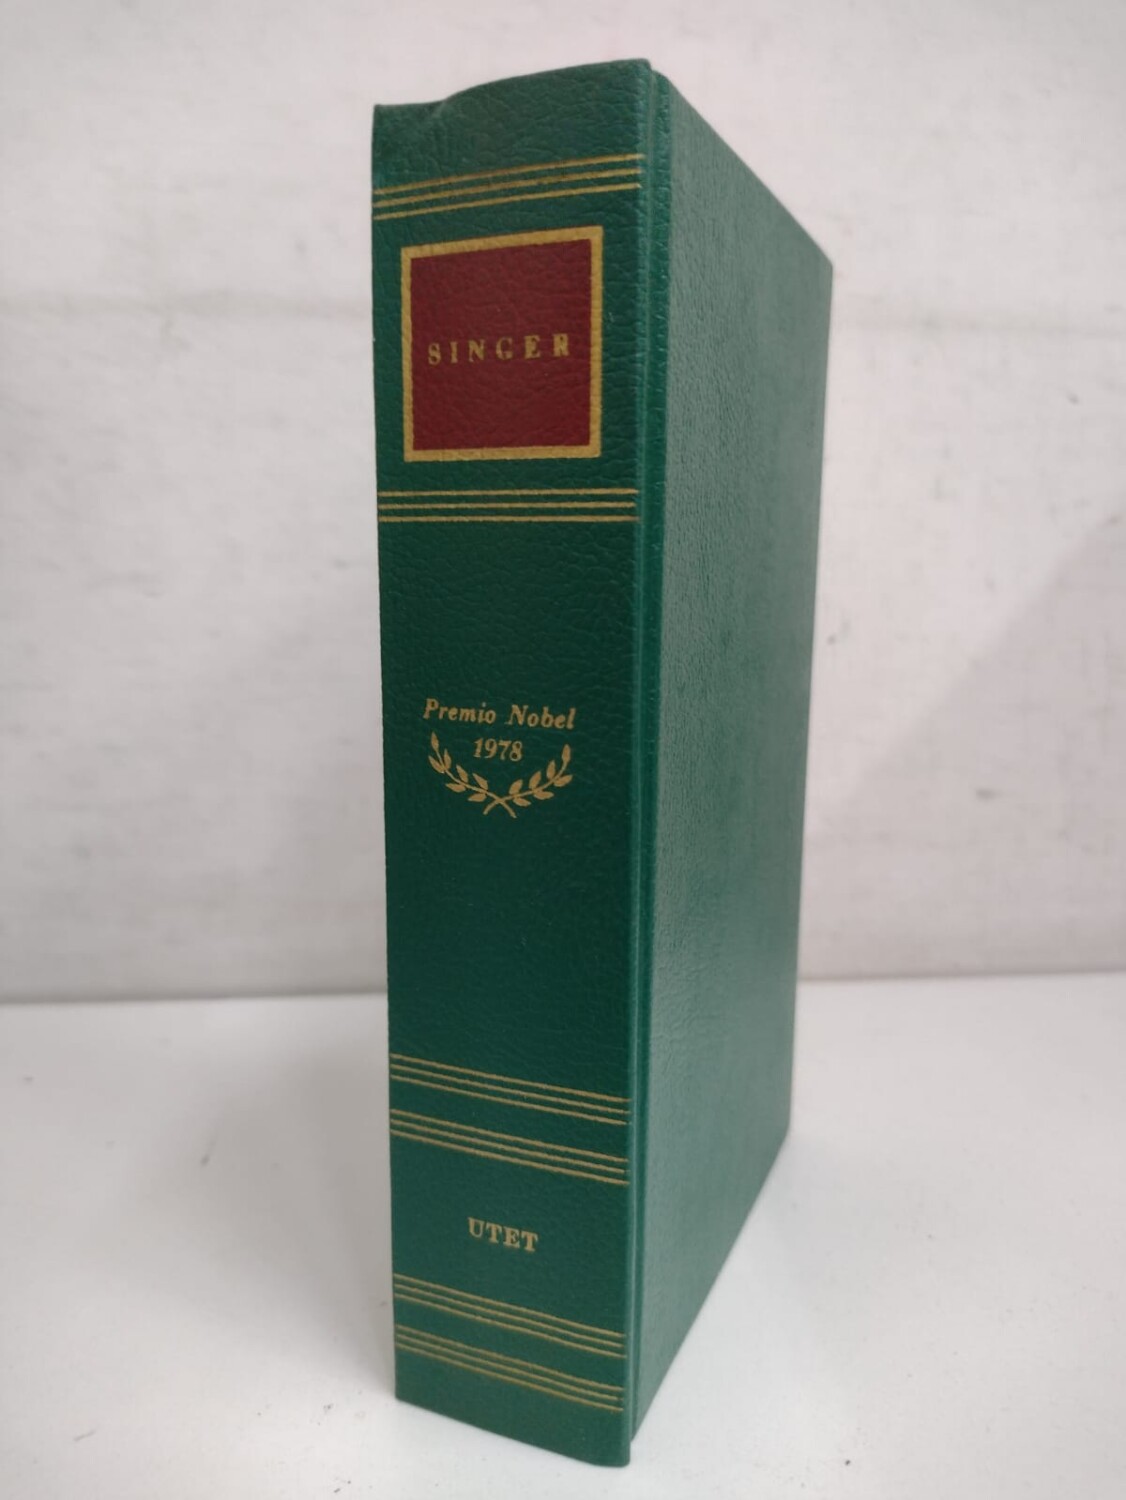 SINGER
Premio Nobel
1978
UTET